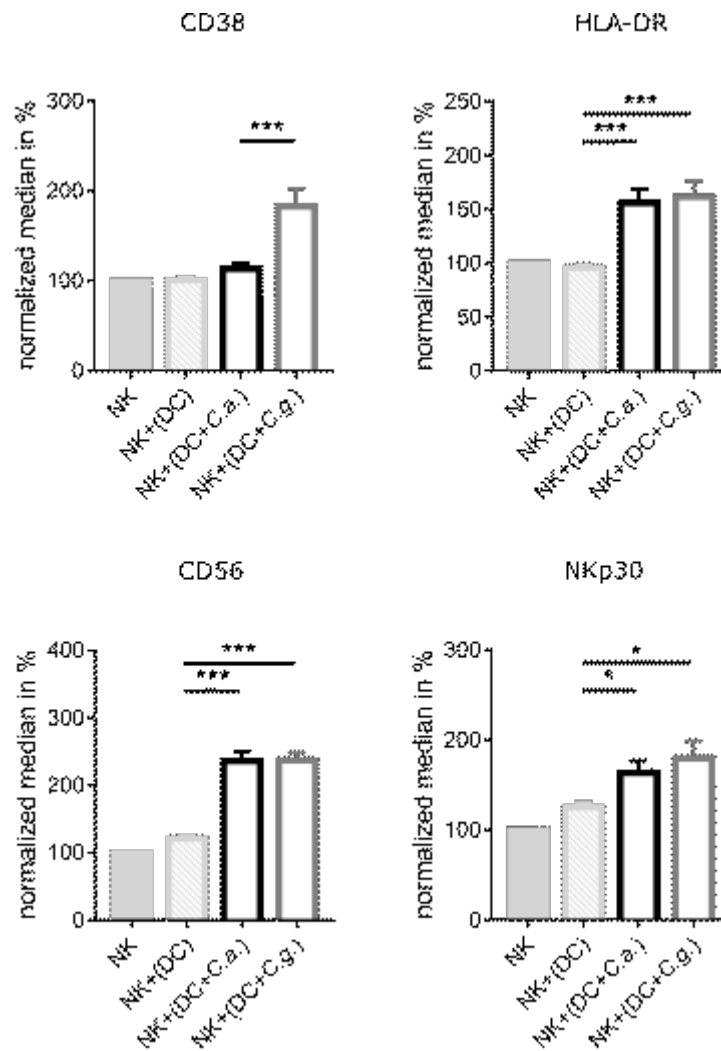 CD38
normalized median in %
300
200
100
0
***
NK
NK+(DC)
NK+(DC+C.a.)
NK+(DC+C.g.)
HLA-DR
normalized median in %
250
200
150
100
50
0
***
***
NK
NK+(DC)
NK+(DC+C.a.)
NK+(DC+C.g.)
CD56
normalized median in %
400
300
200
100
0
***
***
NK
NK+(DC)
NK+(DC+C.a.)
NK+(DC+C.g.)
NKp30
normalized median in %
300
200
100
0
*
*
NK
NK+(DC)
NK+(DC+C.a.)
NK+(DC+C.g.)